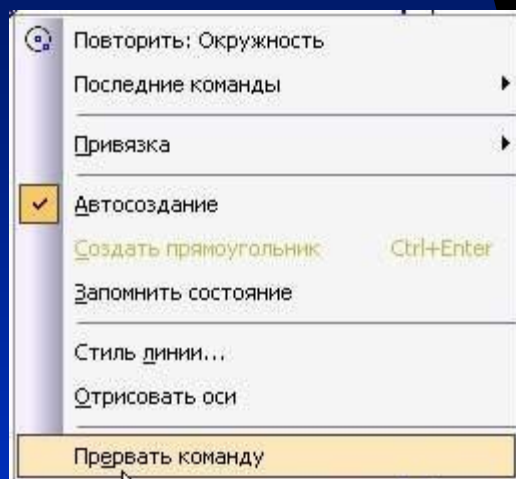 Повторить: Окружность
Последние команды
Привязка
Автосоздание
Создать прямоугольник Ctrl+Enter
Запомнить состояние
Стиль линии...
Отрисовать оси
Прервать команду